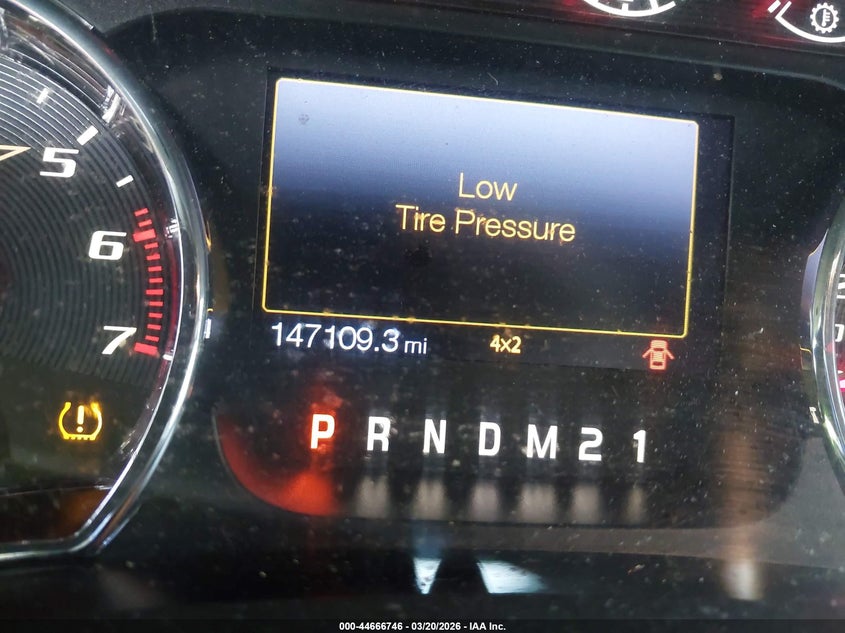 5
6
7
Low
Tire Pressure
147109.3 mi 4x2
P R N D M 2 1
000-44666746 - 03/20/2026 - IAA Inc.